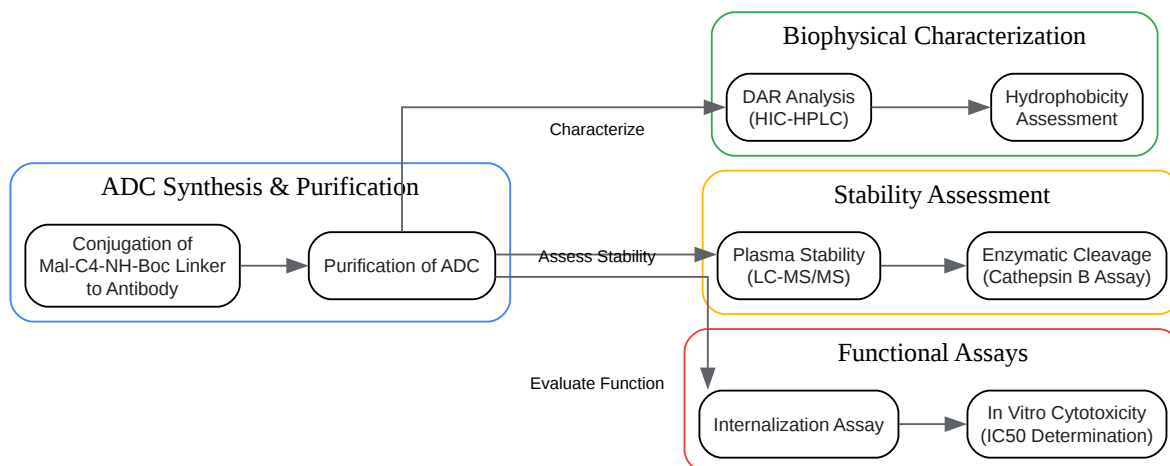 Biophysical Characterization
DAR Analysis
(HIC-HPLC)
Hydrophobicity
Assessment
Characterize
ADC Synthesis & Purification
Conjugation of
Mal-C4-NH-Boc Linker
to Antibody
Purification of ADC
Assess Stability
Stability Assessment
Plasma Stability
(LC-MS/MS)
Enzymatic Cleavage
(Cathepsin B Assay)
Evaluate Function
Functional Assays
Internalization Assay
In Vitro Cytotoxicity
(IC50 Determination)